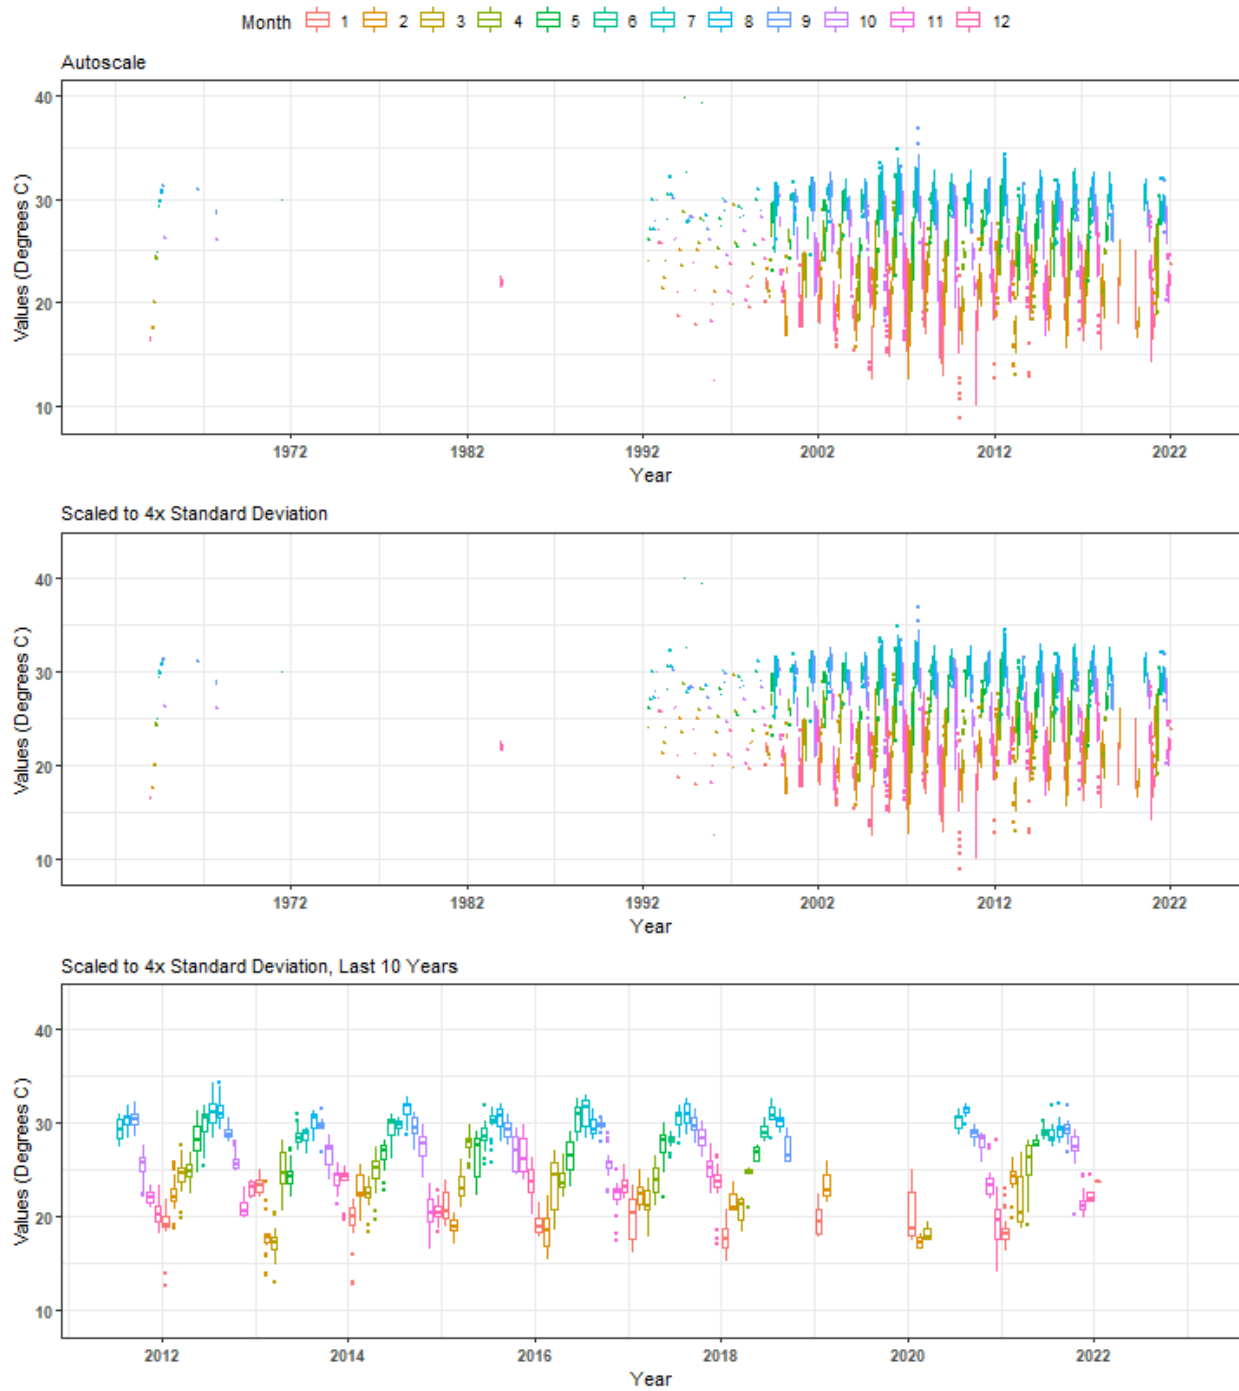 Month 1 2 3 4 5 6 7 8 9 10 11 12
Autoscale
Values (Degrees C)
40
30
20
10
1972 1982 1992 2002 2012 2022
Year
Scaled to 4x Standard Deviation
Values (Degrees C)
40
30
20
10
1972 1982 1992 2002 2012 2022
Year
Scaled to 4x Standard Deviation, Last 10 Years
Values (Degrees C)
40
30
20
10
2012 2014 2016 2018 2020 2022
Year